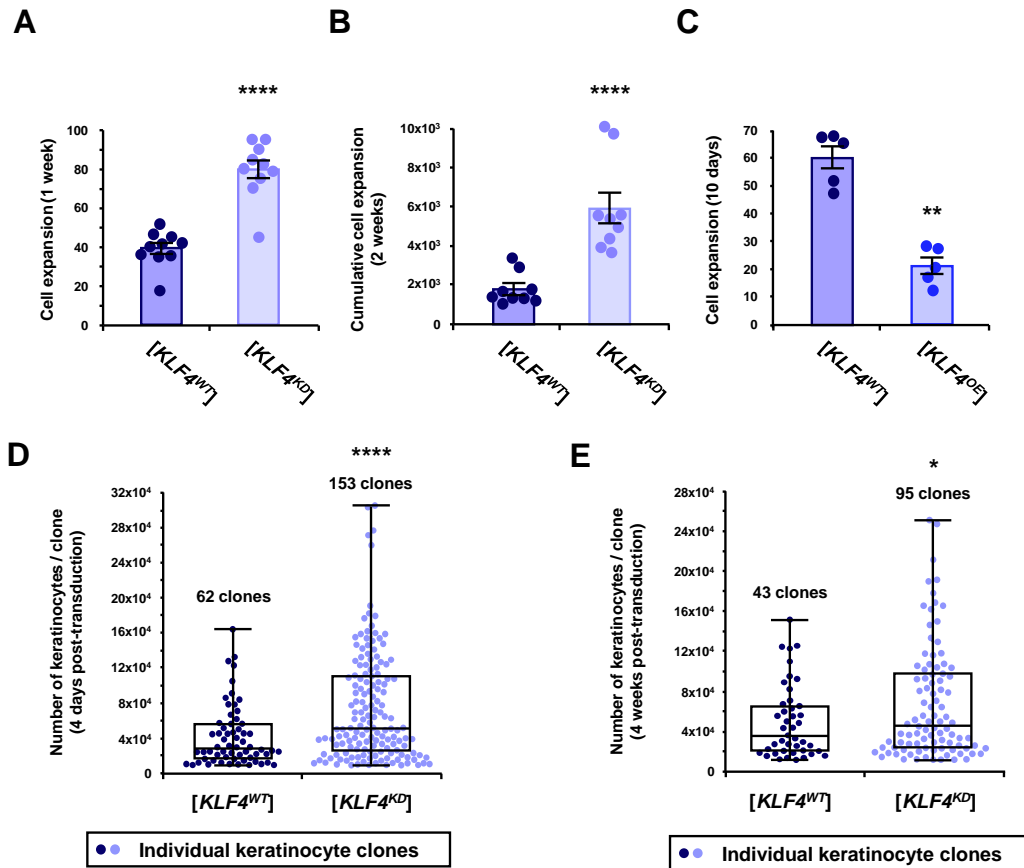 A
B
C
****
****
**
Cell expansion (1 week)
100
80
60
40
20
0
[KLF4ᵂᵀ]
[KLF4ᴷᴰ]
Cumulative cell expansion
(2 weeks)
10x10³
8x10³
6x10³
4x10³
2x10³
0
[KLF4ᵂᵀ]
[KLF4ᴷᴰ]
Cell expansion (10 days)
70
60
50
40
30
20
10
0
[KLF4ᵂᵀ]
[KLF4ᴼᴱ]
D
****
153 clones
62 clones
Number of keratinocytes / clone
(4 days post-transduction)
32x10⁴
28x10⁴
24x10⁴
20x10⁴
16x10⁴
12x10⁴
8x10⁴
4x10⁴
0
[KLF4ᵂᵀ]
[KLF4ᴷᴰ]
Individual keratinocyte clones
E
*
95 clones
43 clones
Number of keratinocytes / clone
(4 weeks post-transduction)
28x10⁴
24x10⁴
20x10⁴
16x10⁴
12x10⁴
8x10⁴
4x10⁴
0
[KLF4ᵂᵀ]
[KLF4ᴷᴰ]
Individual keratinocyte clones